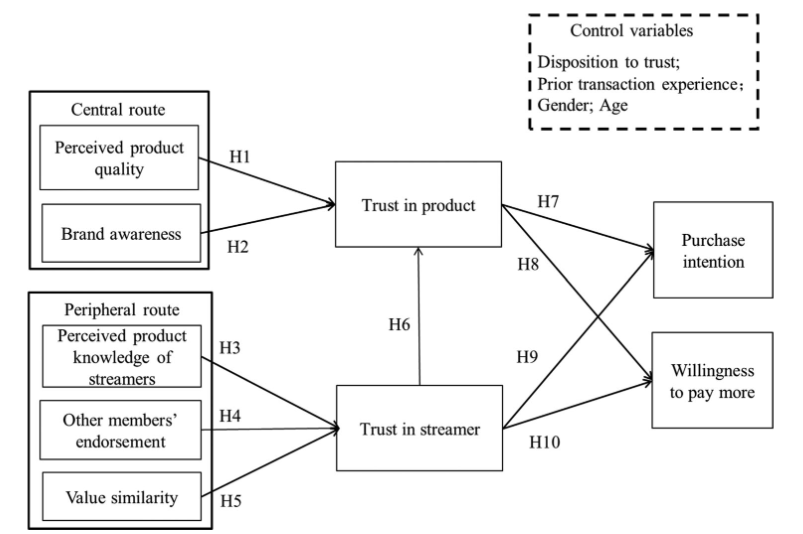 Control variables
Disposition to trust;
Prior transaction experience；
Gender; Age
Central route
Perceived product
quality
H1
Brand awareness
H2
Trust in product
H7
H8
Purchase
intention
Peripheral route
Perceived product
knowledge of
streamers
H3
H6
Other members’
endorsement
H4
Value similarity
H5
Trust in streamer
H9
H10
Willingness
to pay more